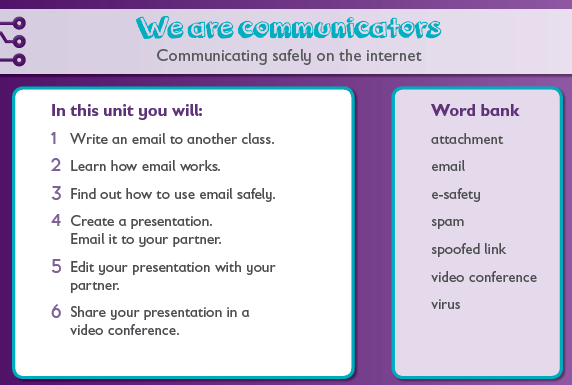 We are communicators
Communicating safely on the internet
In this unit you will:
1 Write an email to another class.
2 Learn how email works.
3 Find out how to use email safely.
4 Create a presentation.
Email it to your partner.
5 Edit your presentation with your
partner.
6 Share your presentation in a
video conference.
Word bank
attachment
email
e-safety
spam
spoofed link
video conference
virus